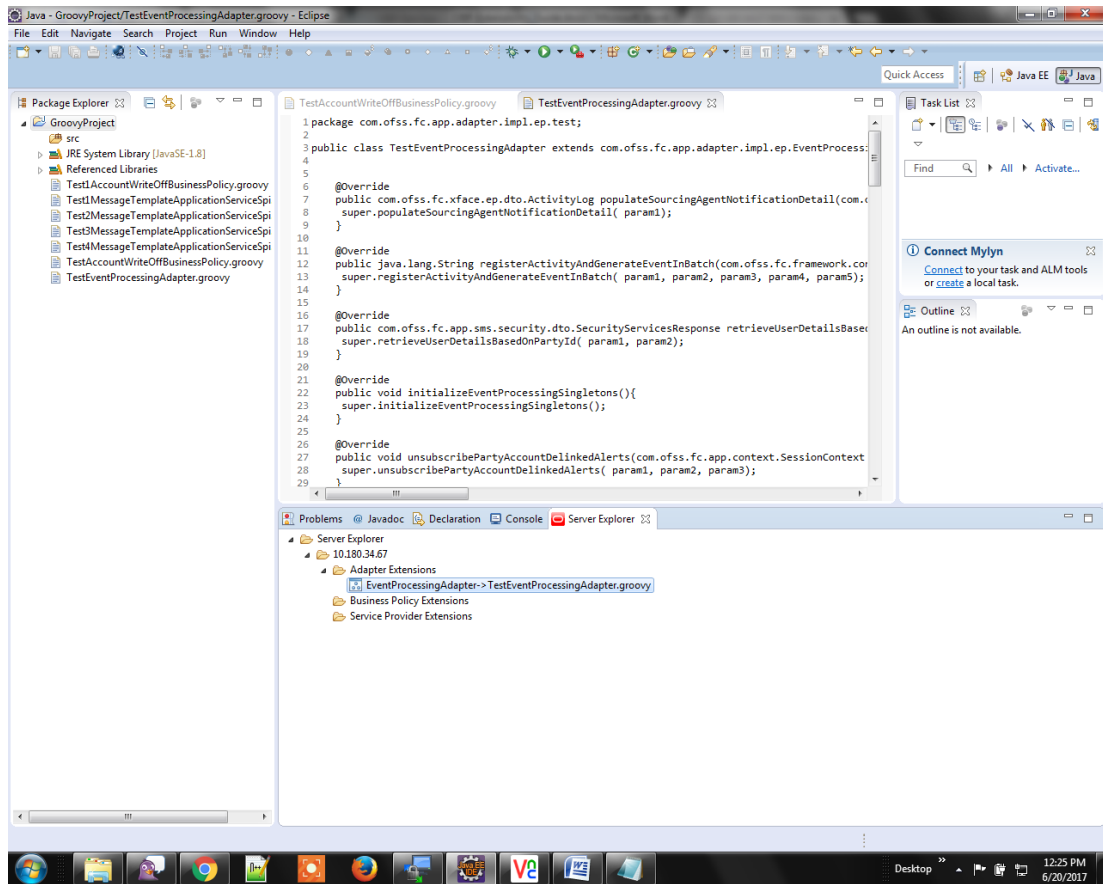 Java - GroovyProject/TestEventProcessingAdapter.groovy - Eclipse
File Edit Navigate Search Project Run Window Help
Quick Access
Java EE
Java
Package Explorer
GroovyProject
src
JRE System Library [JavaSE-1.8]
Referenced Libraries
Test1AccountWriteOffBusinessPolicy.groovy
Test1MessageTemplateApplicationServiceSpi
Test2MessageTemplateApplicationServiceSpi
Test3MessageTemplateApplicationServiceSpi
Test4MessageTemplateApplicationServiceSpi
TestAccountWriteOffBusinessPolicy.groovy
TestEventProcessingAdapter.groovy
TestAccountWriteOffBusinessPolicy.groovy
TestEventProcessingAdapter.groovy
1 package com.ofss.fc.app.adapter.impl.ep.test;
2
3 public class TestEventProcessingAdapter extends com.ofss.fc.app.adapter.impl.ep.EventProcess
4
5
6 @Override
7 public com.ofss.fc.xface.ep.dto.ActivityLog populateSourcingAgentNotificationDetail(com.
8 super.populateSourcingAgentNotificationDetail( param1);
9 }
10
11 @Override
12 public java.lang.String registerActivityAndGenerateEventInBatch(com.ofss.fc.framework.co
13 super.registerActivityAndGenerateEventInBatch( param1, param2, param3, param4, param5);
14 }
15
16 @Override
17 public com.ofss.fc.app.sms.security.dto.SecurityServicesResponse retrieveUserDetailsBase
18 super.retrieveUserDetailsBasedOnPartyId( param1, param2);
19 }
20
21 @Override
22 public void initializeEventProcessingSingletons(){
23 super.initializeEventProcessingSingletons();
24 }
25
26 @Override
27 public void unsubscribePartyAccountDelinkedAlerts(com.ofss.fc.app.context.SessionContext
28 super.unsubscribePartyAccountDelinkedAlerts( param1, param2, param3);
29 }
Task List
Find
All
Activate...
Connect Mylyn
Connect to your task and ALM tools
or create a local task.
Outline
An outline is not available.
Problems @ Javadoc Declaration Console Server Explorer
Server Explorer
10.180.34.67
Adapter Extensions
EventProcessingAdapter->TestEventProcessingAdapter.groovy
Business Policy Extensions
Service Provider Extensions
Java EE
IDE
Desktop
12:25 PM
6/20/2017